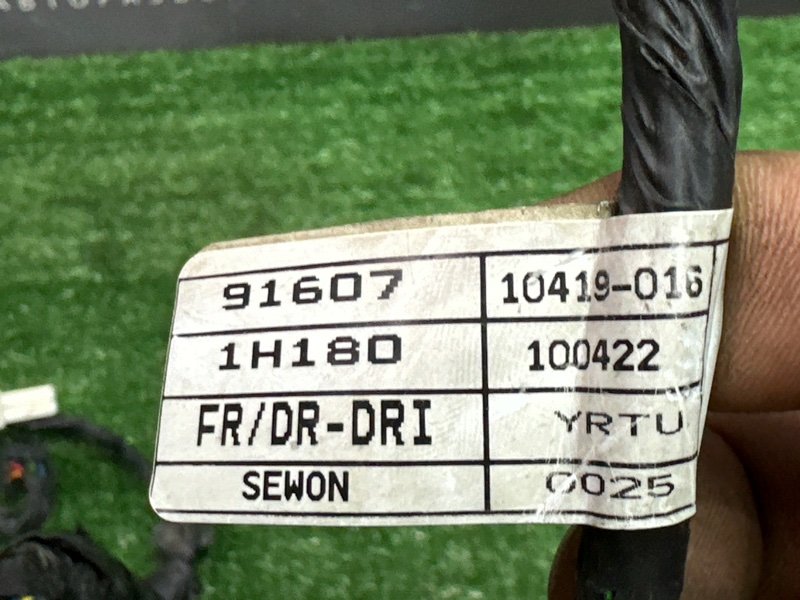 91607 10419-016
1H180 100422
FR/DR-DRI YRTU
SEWON 0025